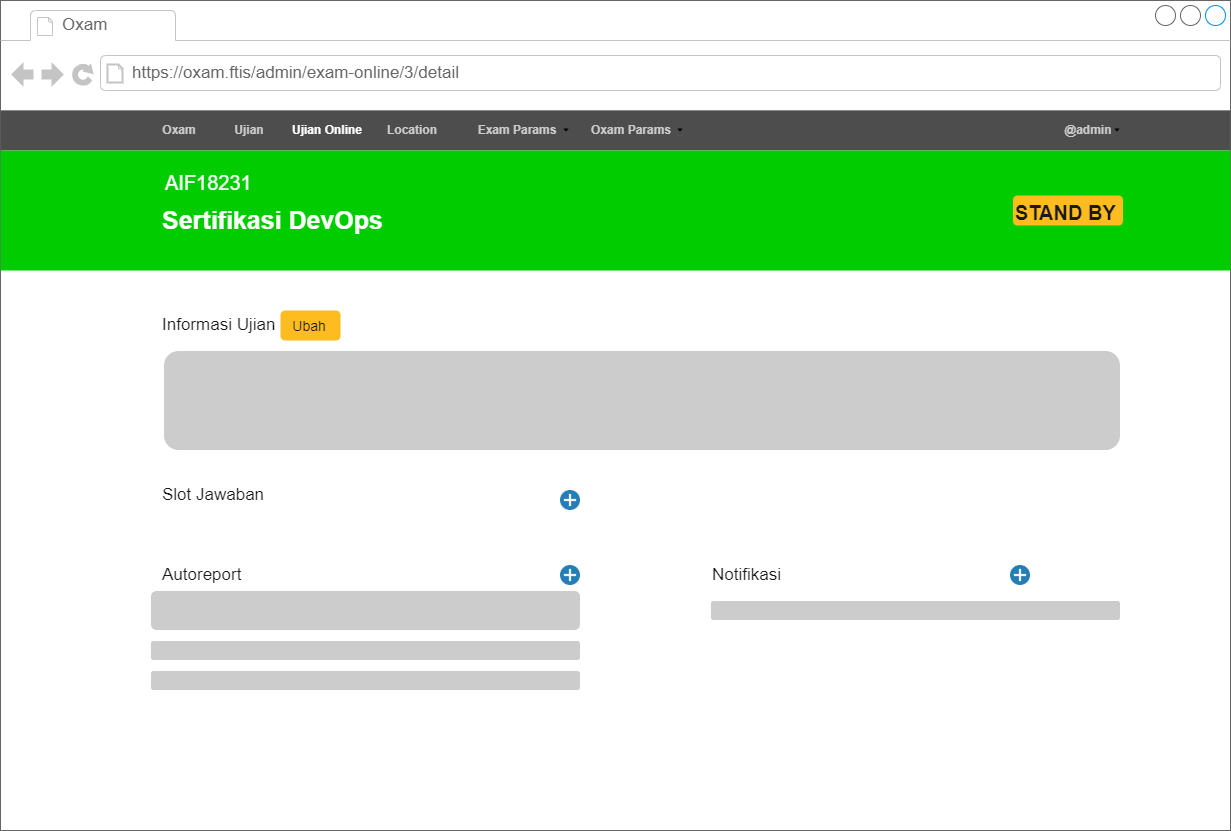 Oxam
https://oxam.ftis/admin/exam-online/3/detail
Oxam Ujian Ujian Online Location Exam Params Oxam Params @admin
AIF18231
Sertifikasi DevOps
STAND BY
Informasi Ujian Ubah
Slot Jawaban
Autoreport Notifikasi